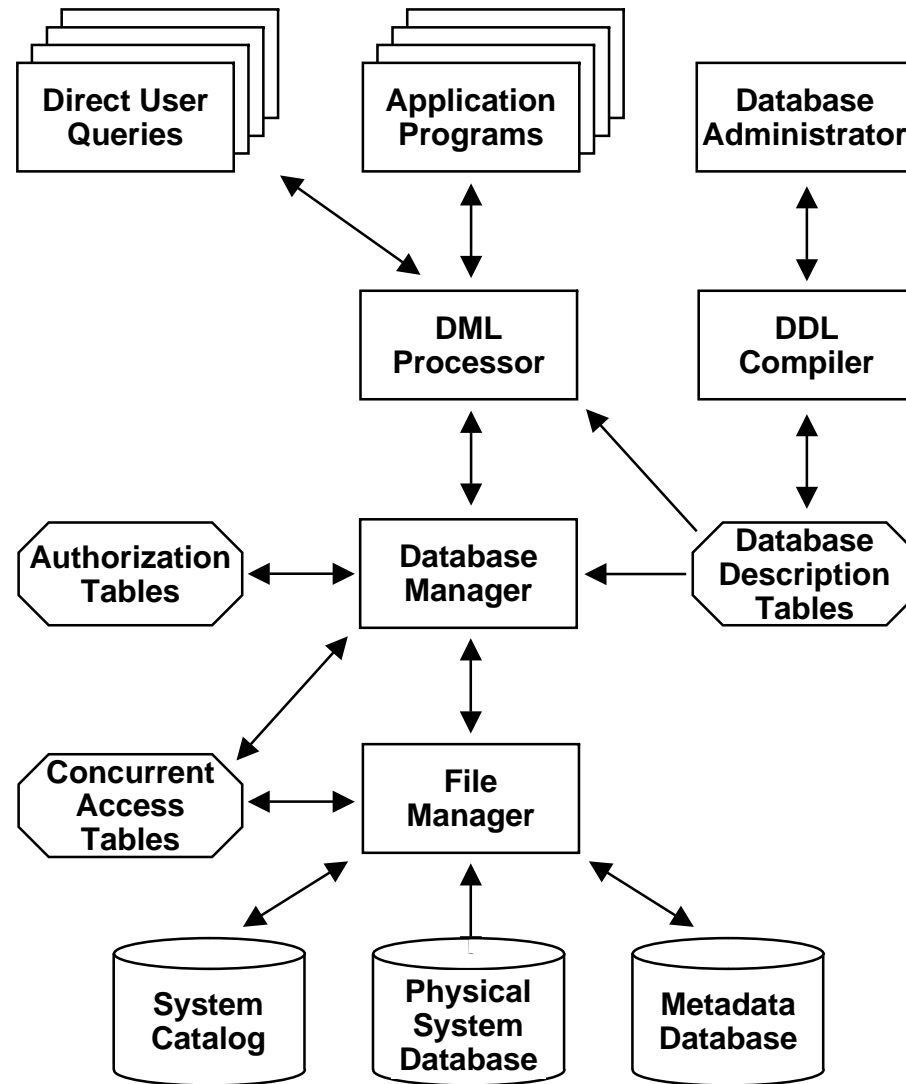 Direct User
Queries
Application
Programs
Database
Administrator
DML
Processor
DDL
Compiler
Authorization
Tables
Database
Manager
Database
Description
Tables
Concurrent
Access
Tables
File
Manager
System
Catalog
Physical
System
Database
Metadata
Database